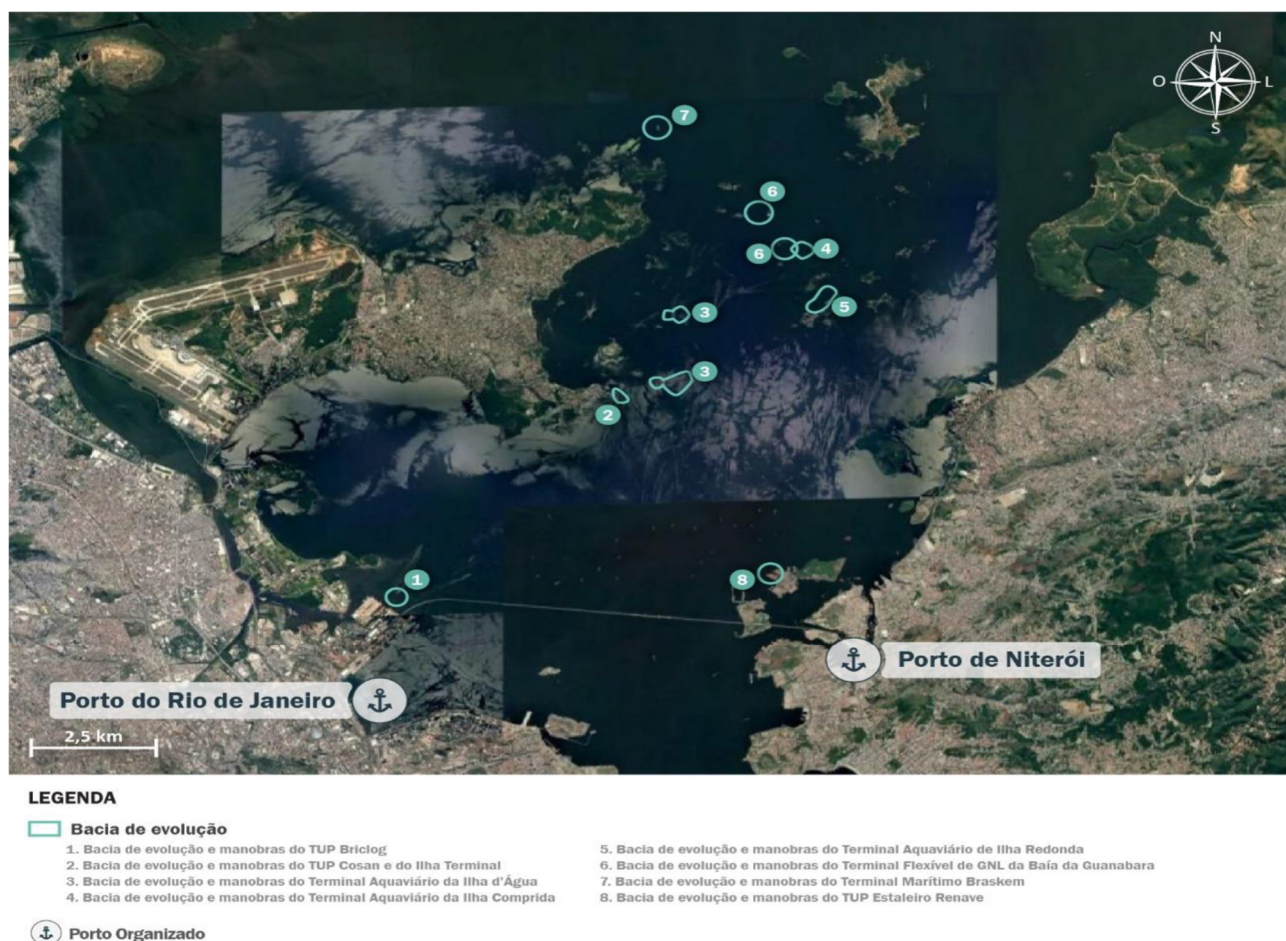 N
O
L
S
7
6
6
4
5
3
3
2
1
8
Porto de Niterói
Porto do Rio de Janeiro
2,5 km
LEGENDA
Bacia de evolução
1. Bacia de evolução e manobras do TUP Briclog
2. Bacia de evolução e manobras do TUP Cosan e do Ilha Terminal
3. Bacia de evolução e manobras do Terminal Aquaviário da Ilha d'Água
4. Bacia de evolução e manobras do Terminal Aquaviário da Ilha Comprida
5. Bacia de evolução e manobras do Terminal Aquaviário de Ilha Redonda
6. Bacia de evolução e manobras do Terminal Flexível de GNL da Baía da Guanabara
7. Bacia de evolução e manobras do Terminal Marítimo Braskem
8. Bacia de evolução e manobras do TUP Estaleiro Renave
Porto Organizado